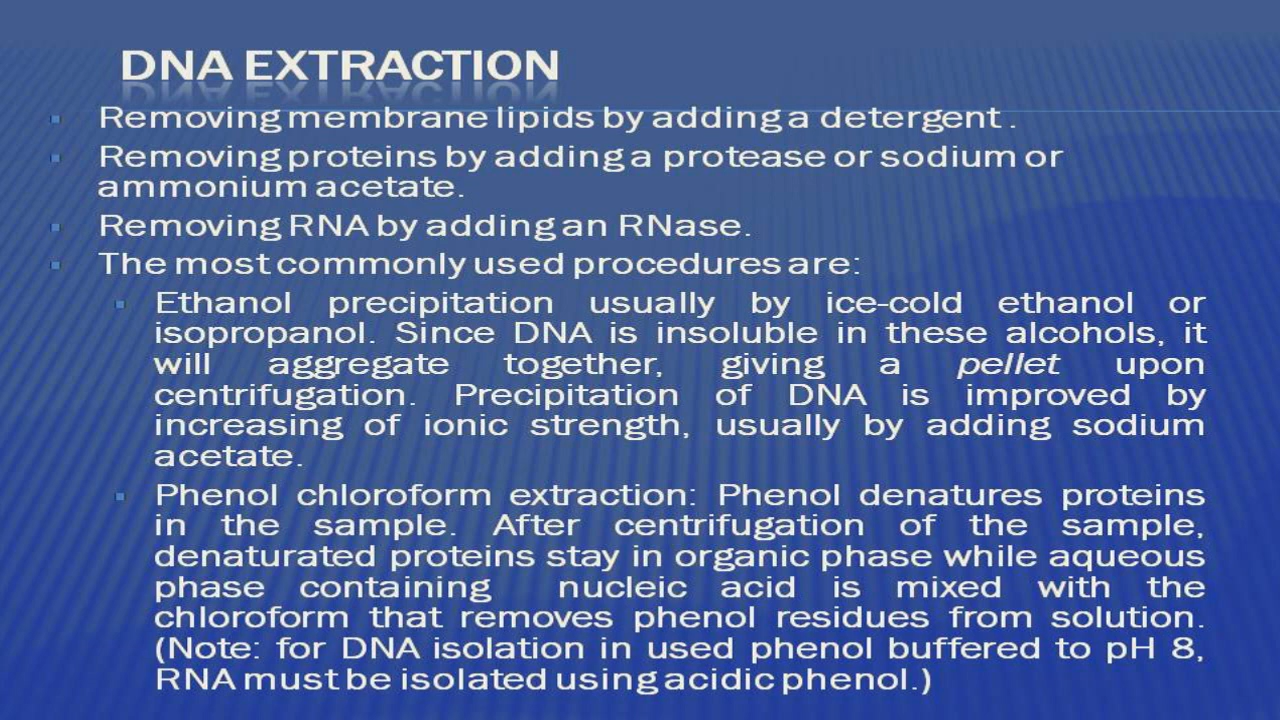 DNA EXTRACTION
Removing membrane lipids by adding a detergent .
Removing proteins by adding a protease or sodium or
ammonium acetate.
Removing RNA by adding an RNase.
The most commonly used procedures are:
Ethanol precipitation usually by ice-cold ethanol or
isopropanol. Since DNA is insoluble in these alcohols, it
will aggregate together, giving a pellet upon
centrifugation. Precipitation of DNA is improved by
increasing of ionic strength, usually by adding sodium
acetate.
Phenol chloroform extraction: Phenol denatures proteins
in the sample. After centrifugation of the sample,
denaturated proteins stay in organic phase while aqueous
phase containing nucleic acid is mixed with the
chloroform that removes phenol residues from solution.
(Note: for DNA isolation in used phenol buffered to pH 8,
RNA must be isolated using acidic phenol.)